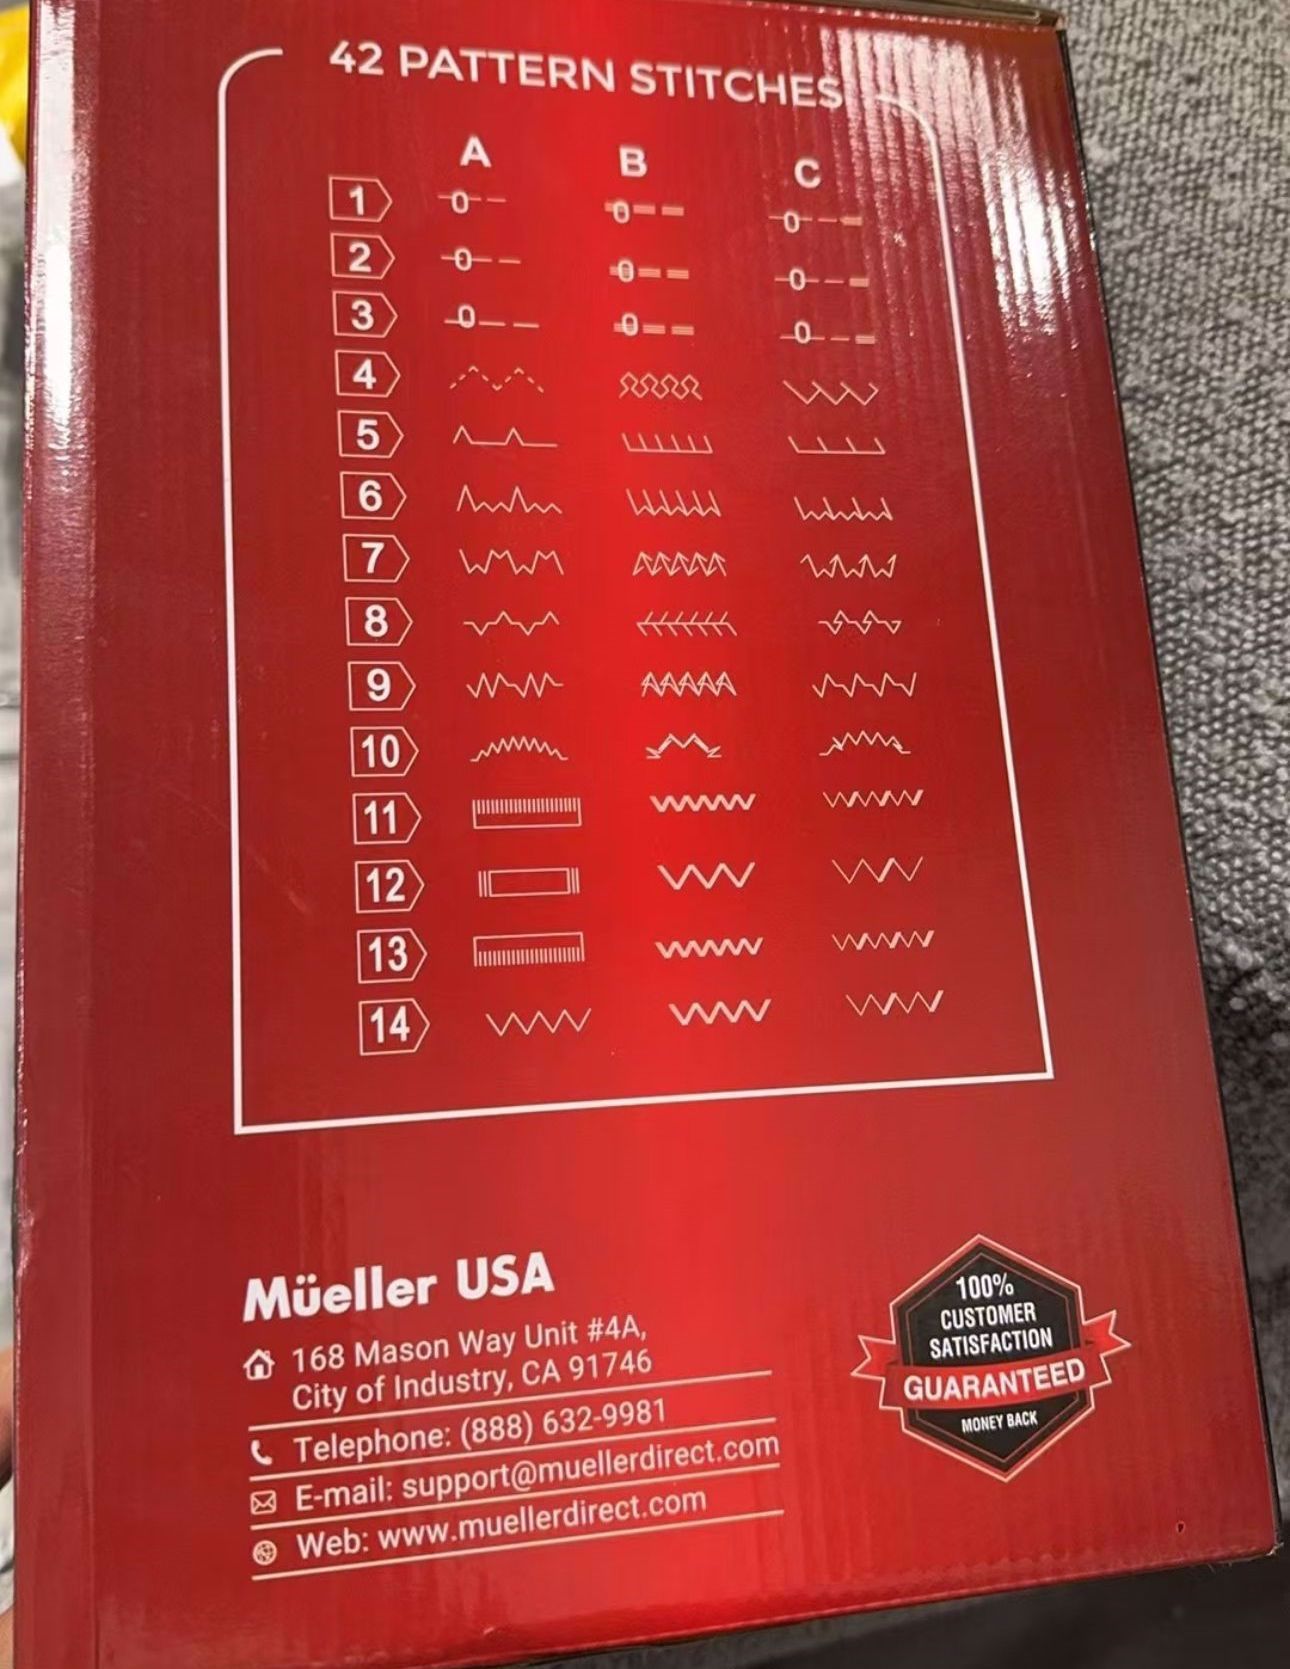 42 PATTERN STITCHES
A B C
1
2
3
4
5
6
7
8
9
10
11
12
13
14
Müeller USA
168 Mason Way Unit #4A,
City of Industry, CA 91746
Telephone: (888) 632-9981
E-mail: support@muellerdirect.com
Web: www.muellerdirect.com
100%
CUSTOMER
SATISFACTION
GUARANTEED
MONEY BACK